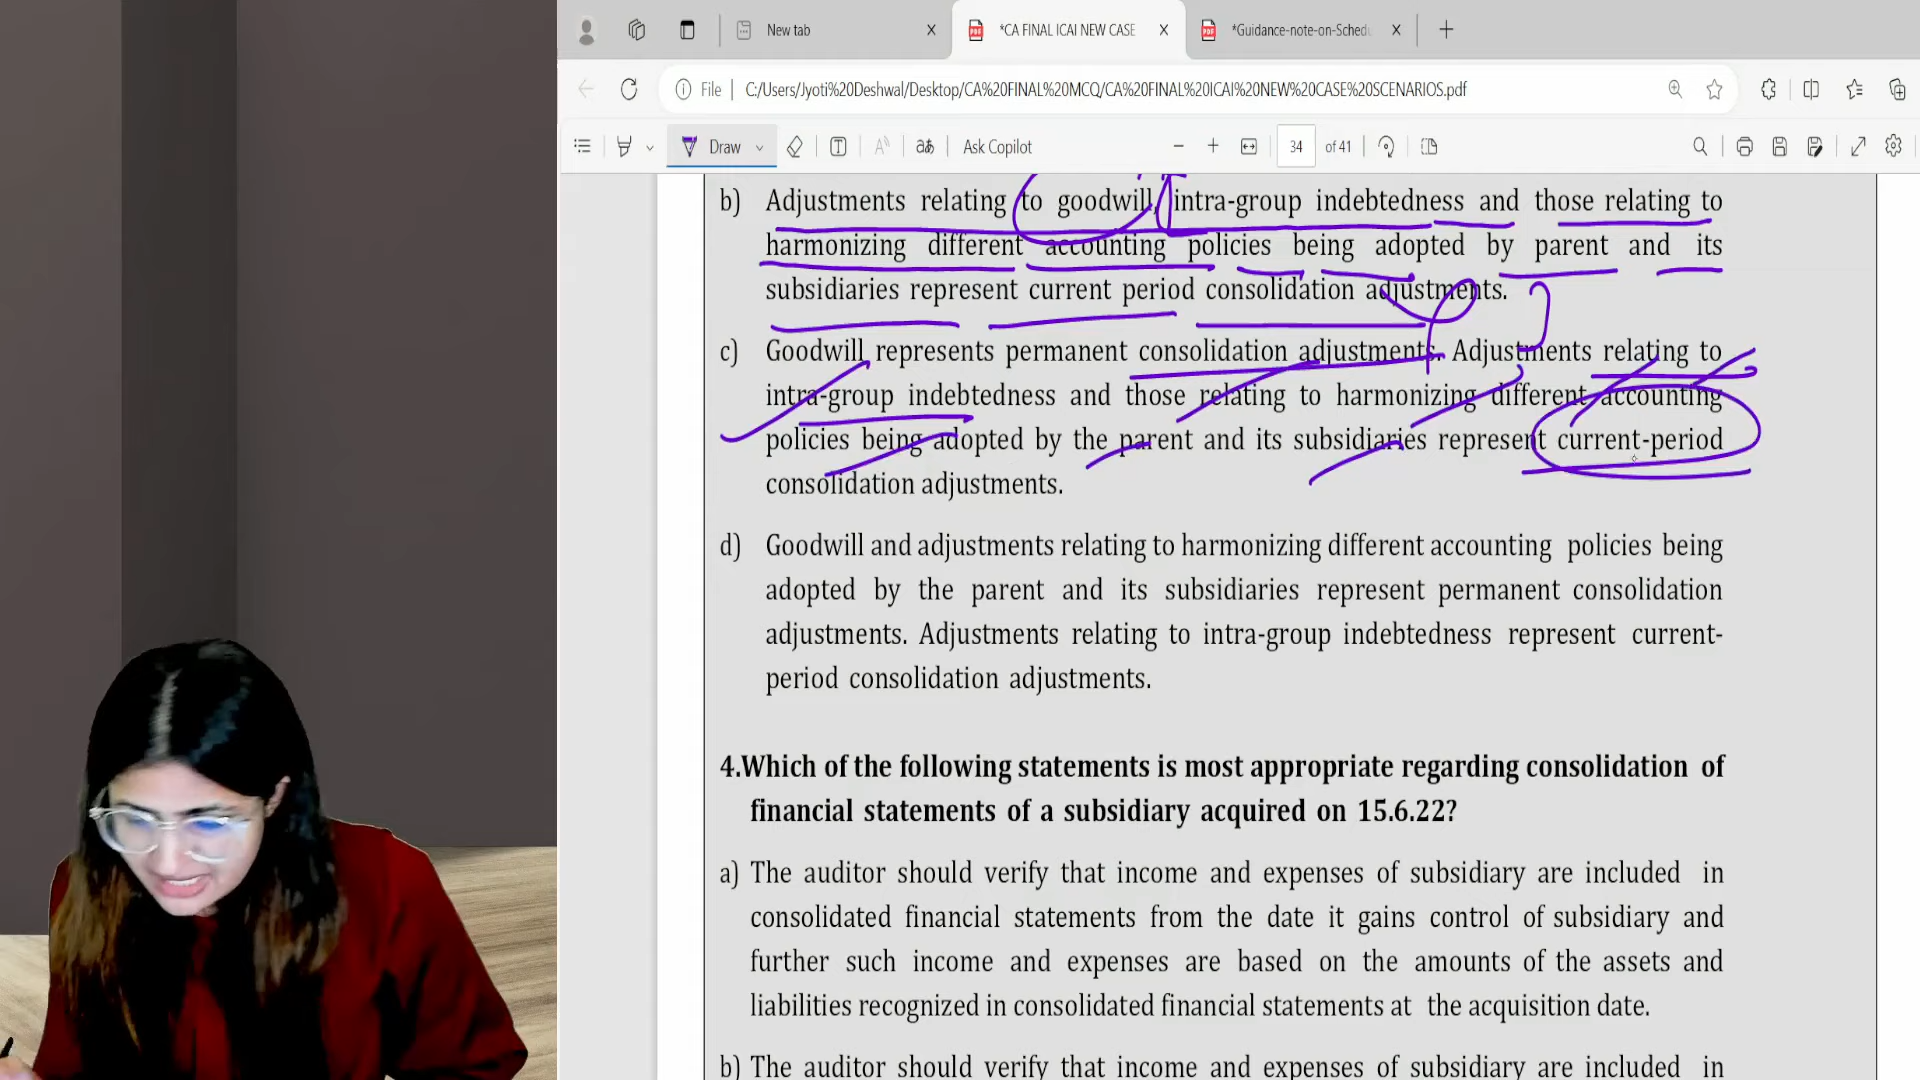 New tab
*CA FINAL ICAI NEW CASE
*Guidance-note-on-Schedu
File
C:/Users/Jyoti%20Deshwal/Desktop/CA%20FINAL%20MCQ/CA%20FINAL%20ICAI%20NEW%20CASE%20SCENARIOS.pdf
Draw
Ask Copilot
34
of 41
b) Adjustments relating to goodwill, intra-group indebtedness and those relating to
harmonizing different accounting policies being adopted by parent and its
subsidiaries represent current period consolidation adjustments.
c) Goodwill represents permanent consolidation adjustments. Adjustments relating to
intra-group indebtedness and those relating to harmonizing different accounting
policies being adopted by the parent and its subsidiaries represent current-period
consolidation adjustments.
d) Goodwill and adjustments relating to harmonizing different accounting policies being
adopted by the parent and its subsidiaries represent permanent consolidation
adjustments. Adjustments relating to intra-group indebtedness represent current-
period consolidation adjustments.
4.Which of the following statements is most appropriate regarding consolidation of
financial statements of a subsidiary acquired on 15.6.22?
a) The auditor should verify that income and expenses of subsidiary are included in
consolidated financial statements from the date it gains control of subsidiary and
further such income and expenses are based on the amounts of the assets and
liabilities recognized in consolidated financial statements at the acquisition date.
b) The auditor should verify that income and expenses of subsidiary are included in